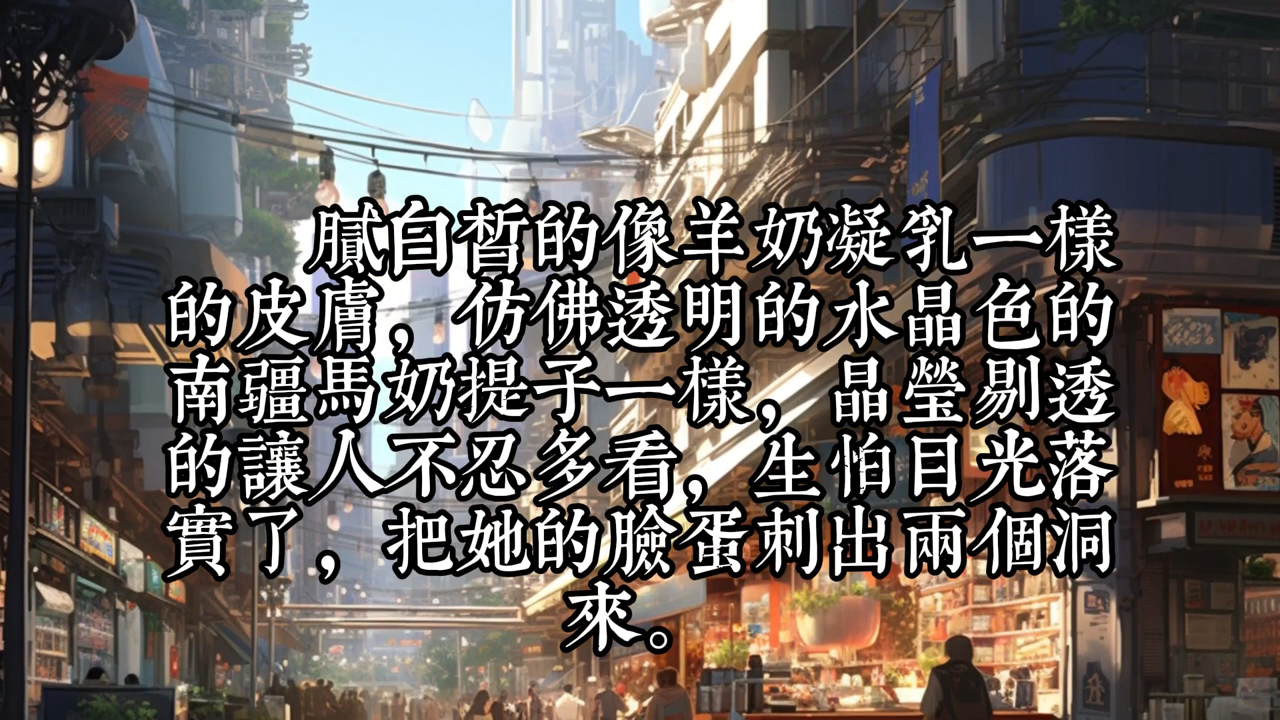 膩白皙的像羊奶凝乳一樣
的皮膚，仿佛透明的水晶色的
南疆馬奶提子一樣，晶瑩剔透
的讓人不忍多看，生怕目光落
實了，把她的臉蛋刺出兩個洞
來。